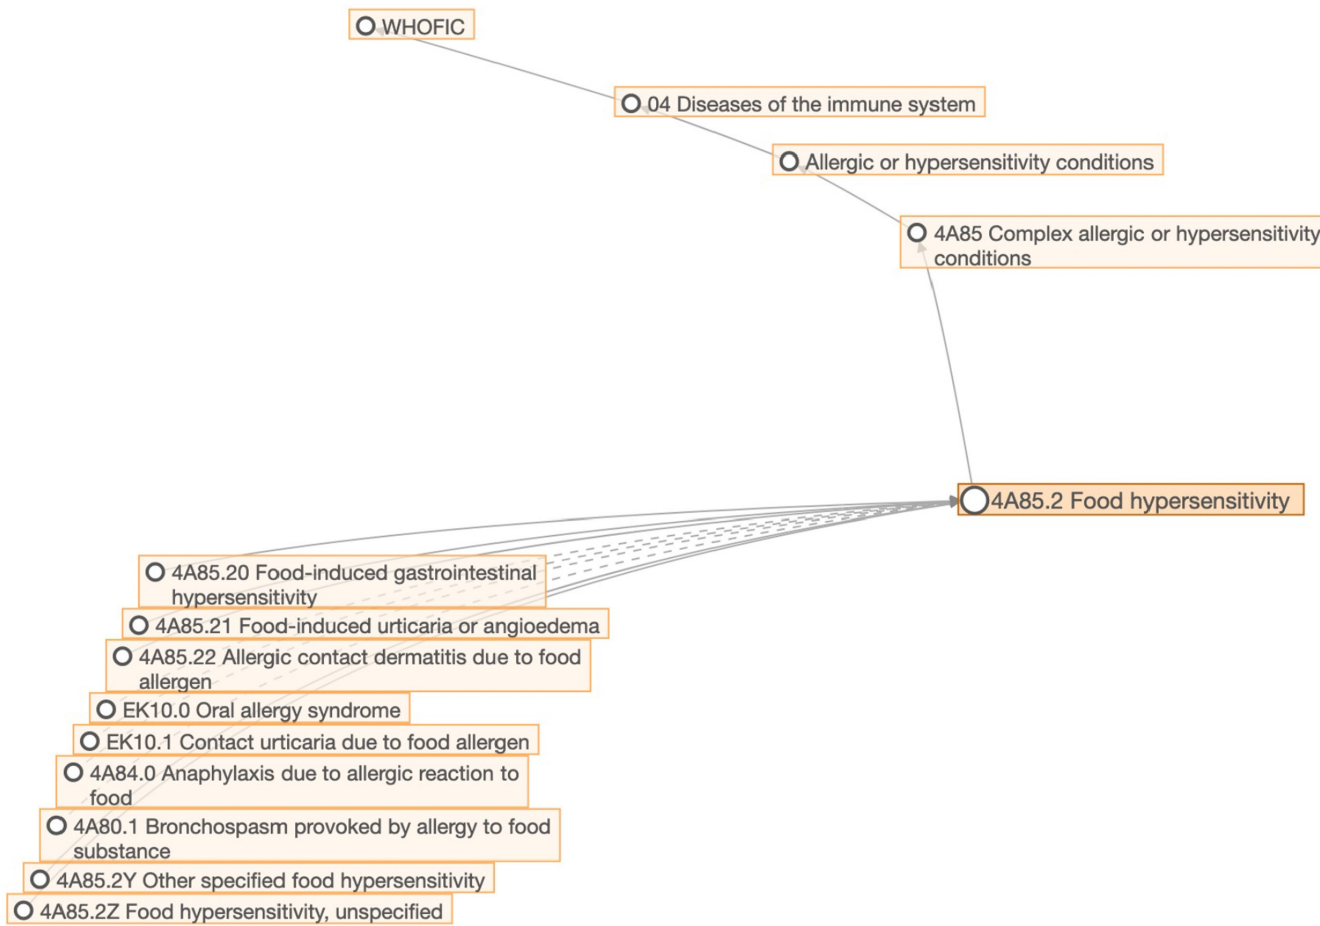 WHOFIC
04 Diseases of the immune system
Allergic or hypersensitivity conditions
4A85 Complex allergic or hypersensitivity
conditions
4A85.2 Food hypersensitivity
4A85.20 Food-induced gastrointestinal
hypersensitivity
4A85.21 Food-induced urticaria or angioedema
4A85.22 Allergic contact dermatitis due to food
allergen
EK10.0 Oral allergy syndrome
EK10.1 Contact urticaria due to food allergen
4A84.0 Anaphylaxis due to allergic reaction to
food
4A80.1 Bronchospasm provoked by allergy to food
substance
4A85.2Y Other specified food hypersensitivity
4A85.2Z Food hypersensitivity, unspecified